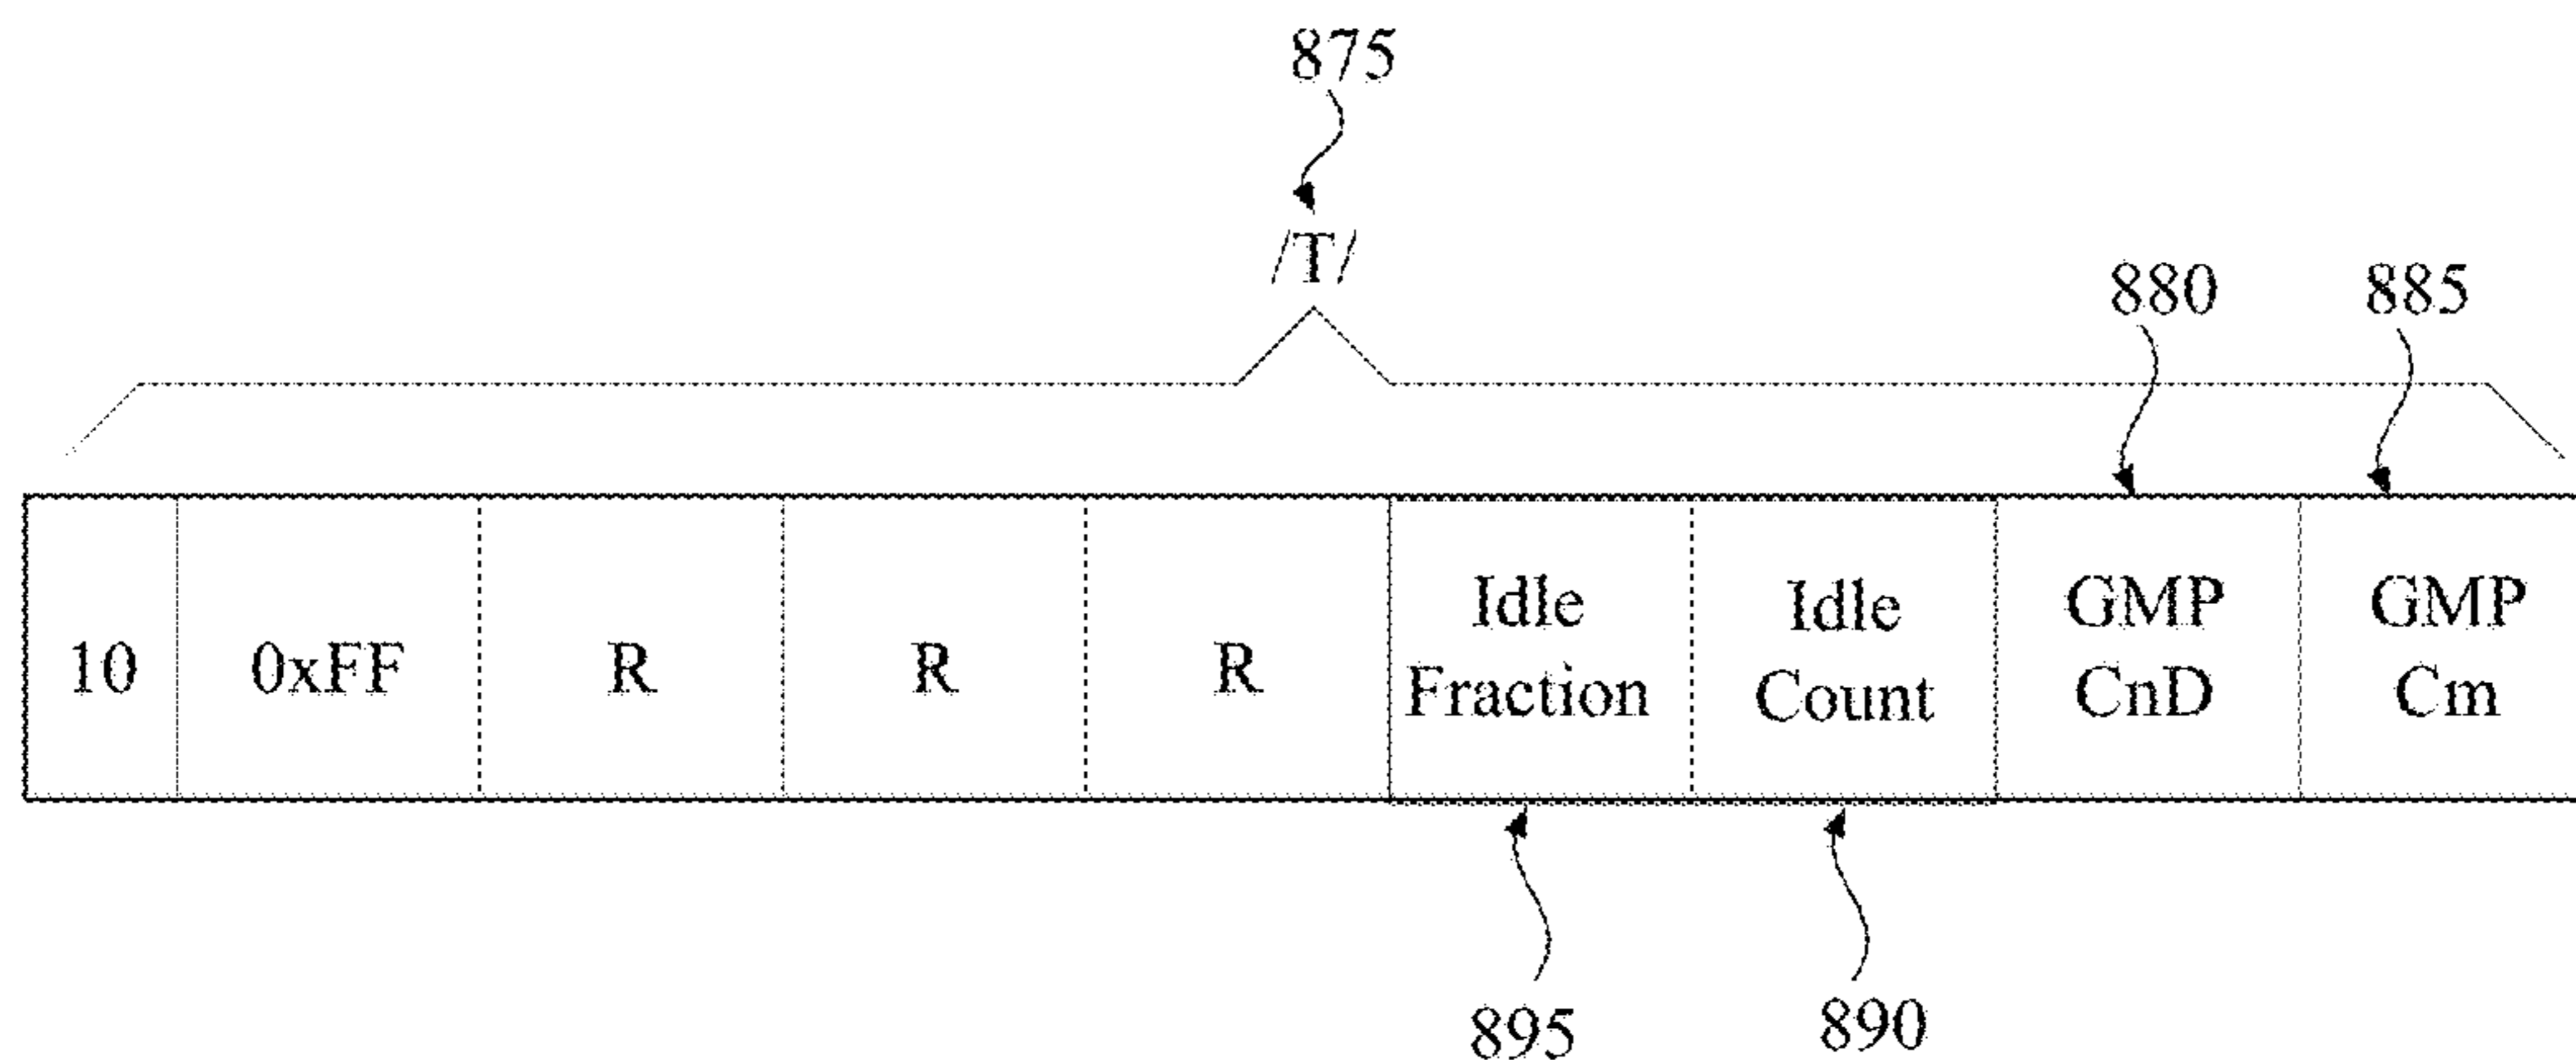 875
/T/
880 885
10 0xFF R R R Idle Fraction Idle Count GMP CnD GMP Cm
895 890